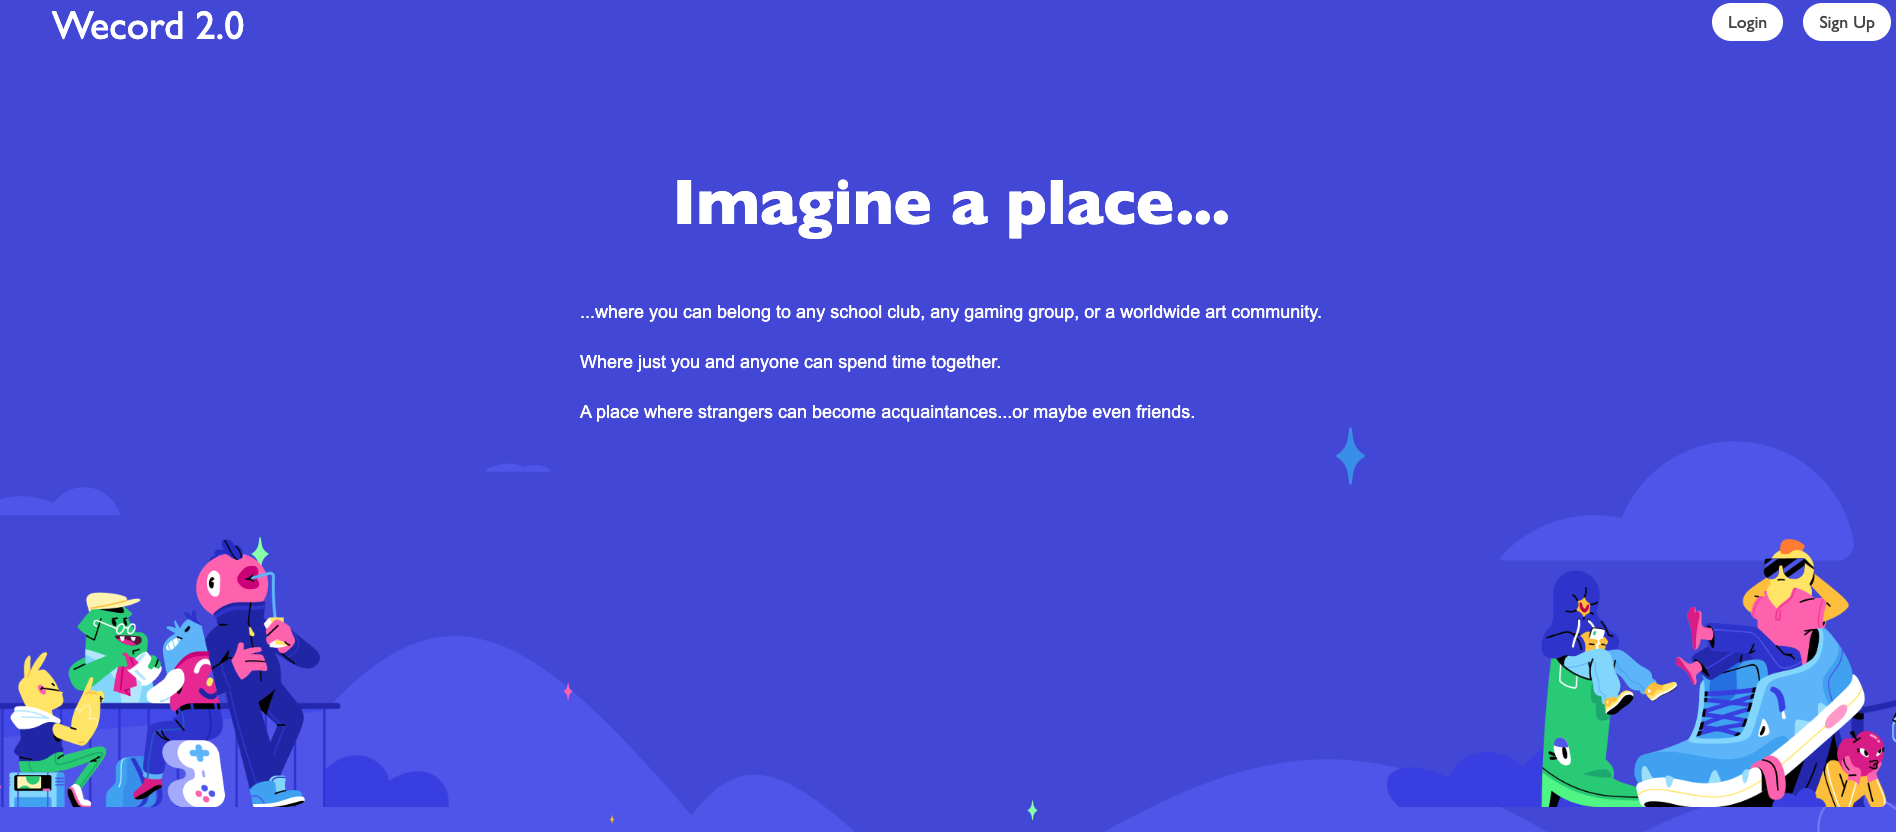 Wecord 2.0
Login
Sign Up
Imagine a place...
...where you can belong to any school club, any gaming group, or a worldwide art community.
Where just you and anyone can spend time together.
A place where strangers can become acquaintances...or maybe even friends.